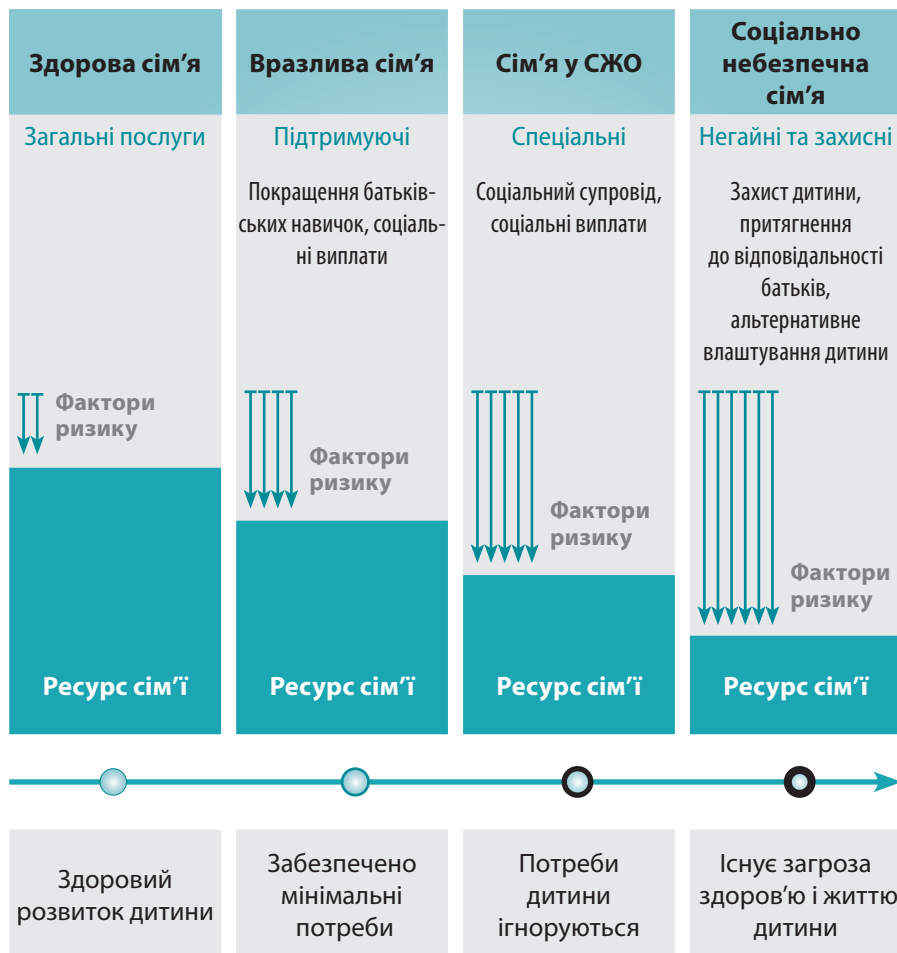 Здорова сім’я
Вразлива сім’я
Сім’я у СЖО
Соціально
небезпечна
сім’я
Загальні послуги
Підтримуючі
Спеціальні
Негайні та захисні
Покращення батьків-
ських навичок, соціаль-
ні виплати
Соціальний супровід,
соціальні виплати
Захист дитини,
притягнення
до відповідальності
батьків,
альтернативне
влаштування дитини
Фактори
ризику
Фактори
ризику
Фактори
ризику
Фактори
ризику
Ресурс сім’ї
Ресурс сім’ї
Ресурс сім’ї
Ресурс сім’ї
Здоровий
розвиток дитини
Забезпечено
мінімальні
потреби
Потреби
дитини
ігноруються
Існує загроза
здоров’ю і життю
дитини